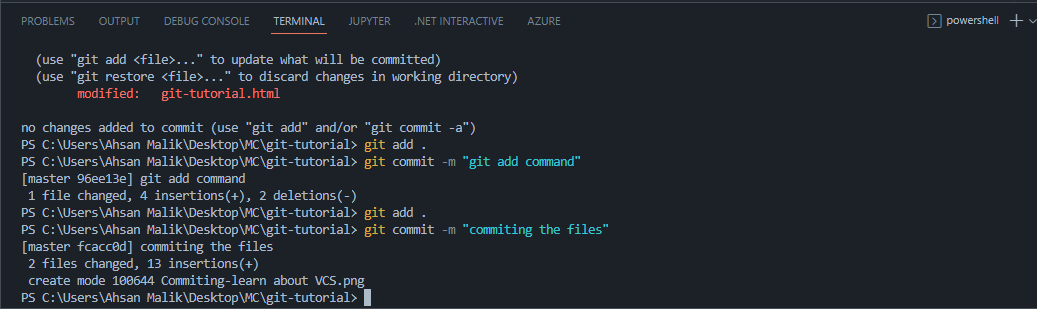 PROBLEMS OUTPUT DEBUG CONSOLE TERMINAL JUPYTER .NET INTERACTIVE AZURE powershell
(use "git add <file>..." to update what will be committed)
(use "git restore <file>..." to discard changes in working directory)
modified: git-tutorial.html
no changes added to commit (use "git add" and/or "git commit -a")
PS C:\Users\Ahsan Malik\Desktop\MC\git-tutorial> git add .
PS C:\Users\Ahsan Malik\Desktop\MC\git-tutorial> git commit -m "git add command"
[master 96ee13e] git add command
1 file changed, 4 insertions(+), 2 deletions(-)
PS C:\Users\Ahsan Malik\Desktop\MC\git-tutorial> git add .
PS C:\Users\Ahsan Malik\Desktop\MC\git-tutorial> git commit -m "commiting the files"
[master fcacc0d] commiting the files
2 files changed, 13 insertions(+)
create mode 100644 Commiting-learn about VCS.png
PS C:\Users\Ahsan Malik\Desktop\MC\git-tutorial>